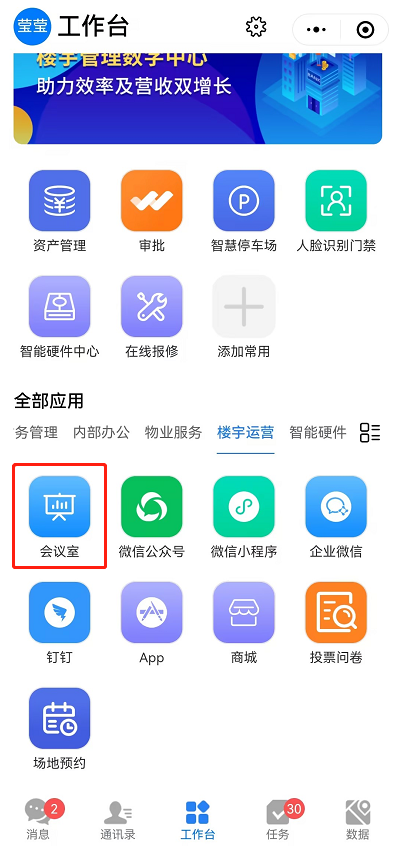 莹莹 工作台
楼宇管理数字中心
助力效率及营收双增长
资产管理 审批 智慧停车场 人脸识别门禁
智能硬件中心 在线报修 添加常用
全部应用
务管理 内部办公 物业服务 楼宇运营 智能硬件
会议室 微信公众号 微信小程序 企业微信
钉钉 App 商城 投票问卷
场地预约
2 30
消息 通讯录 工作台 任务 数据